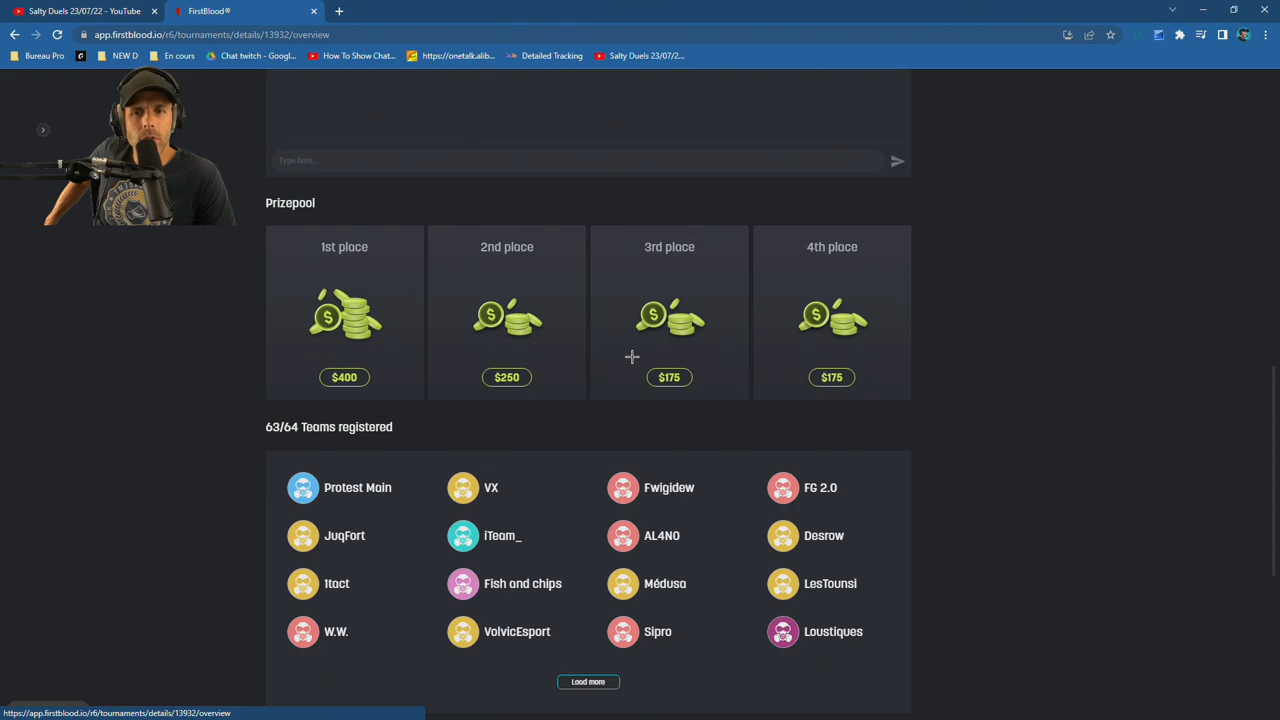 Salty Duels 23/07/22 - YouTube
FirstBlood®
app.firstblood.io/r6/tournaments/details/13932/overview
Bureau Pro
NEW D
En cours
Chat twitch - Googl...
How To Show Chat...
https://onetalk.alib...
Detailed Tracking
Salty Duels 23/07/2...
Type here...
Prizepool
1st place
2nd place
3rd place
4th place
$400
$250
$175
$175
63/64 Teams registered
Protest Main
VX
Fwigidew
FG 2.0
JuqFort
iTeam_
AL4N0
Desrow
1tact
Fish and chips
Médusa
LesTounsi
W.W.
VolvicEsport
Sipro
Loustiques
Load more
https://app.firstblood.io/r6/tournaments/details/13932/overview